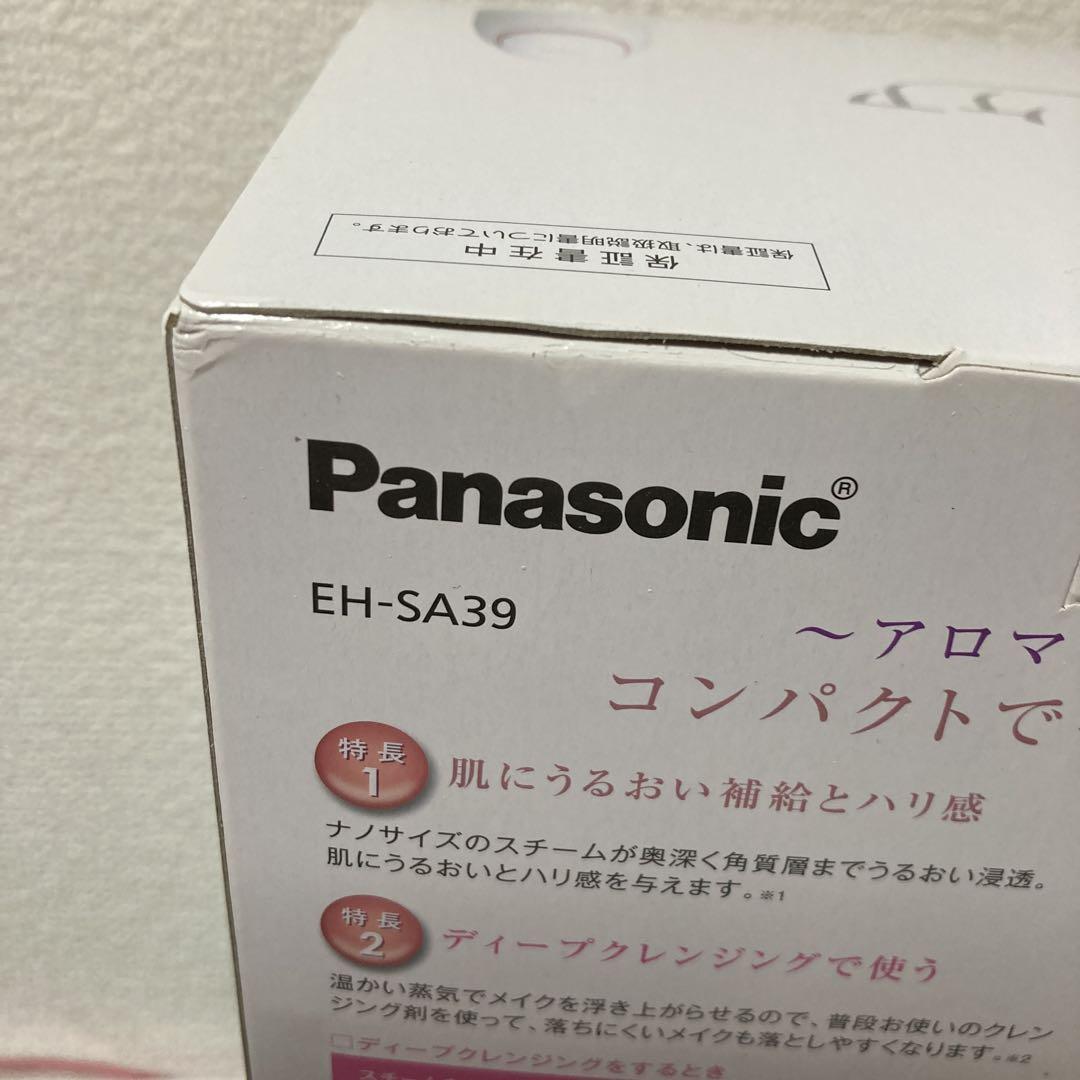 ケア
保証書在中
保証書は、取扱説明書についております。
Panasonic®
EH-SA39
～アロマ
コンパクトで
特長
1
肌にうるおい補給とハリ感
ナノサイズのスチームが奥深く角質層までうるおい浸透。
肌にうるおいとハリ感を与えます。※1
特長
2
ディープクレンジングで使う
温かい蒸気でメイクを浮き上がらせるので、普段お使いのクレン
ジング剤を使って、落ちにくいメイクも落としやすくなります。※2
□ディープクレンジングをするとき